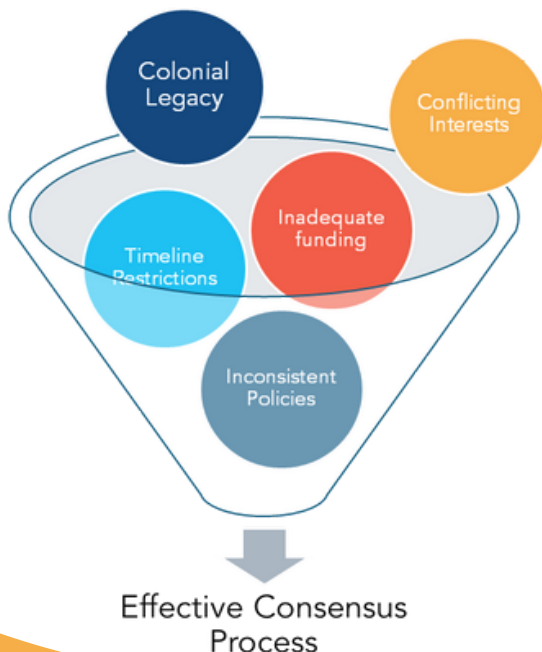 Colonial
Legacy
Conflicting
Interests
Inadequate
funding
Timeline
Restrictions
Inconsistent
Policies
Effective Consensus
Process